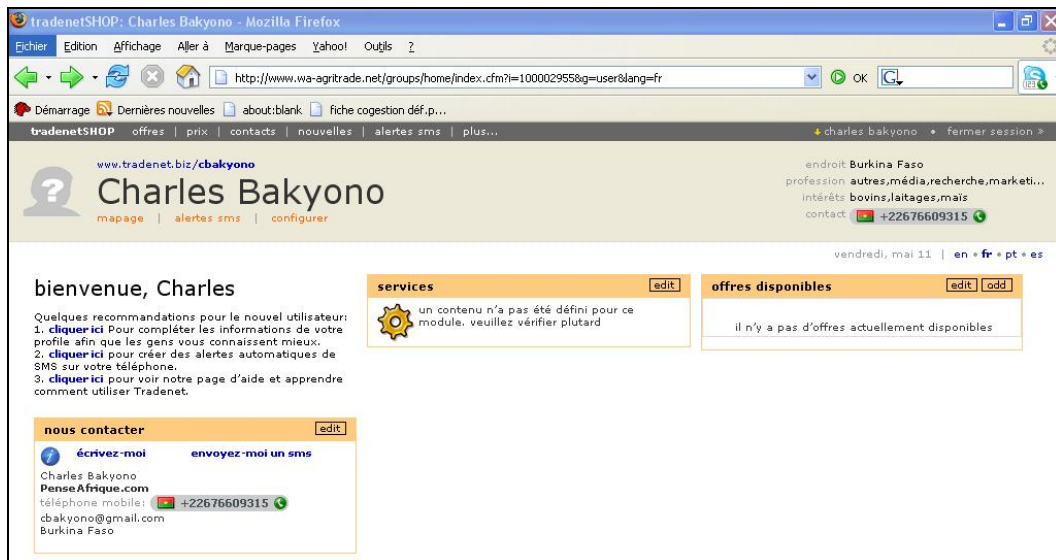 tradenetSHOP: Charles Bakyono - Mozilla Firefox
Fichier Edition Affichage Aller à Marque-pages Yahoo! Outils ?
http://www.wa-agritrade.net/groups/home/index.cfm?i=100002955&g=user&lang=fr OK G
Démarrage Dernières nouvelles about:blank fiche cogestion déf.p...
tradenetSHOP offres | prix | contacts | nouvelles | alertes sms | plus... charles bakyono • fermer session »
www.tradenet.biz/cbakyono
Charles Bakyono
mapage | alertes sms | configurer
endroit Burkina Faso
profession autres,média,recherche,marketi...
intérêts bovins,laitages,maïs
contact +22676609315
vendredi, mai 11 | en • fr • pt • es
bienvenue, Charles
Quelques recommandations pour le nouvel utilisateur:
1. cliquer ici Pour compléter les informations de votre
profile afin que les gens vous connaissent mieux.
2. cliquer ici pour créer des alertes automatiques de
SMS sur votre téléphone.
3. cliquer ici pour voir notre page d'aide et apprendre
comment utiliser Tradenet.
services edit
un contenu n'a pas été défini pour ce
module. veuillez vérifier plutard
offres disponibles edit add
il n'y a pas d'offres actuellement disponibles
nous contacter edit
écrivez-moi envoyez-moi un sms
Charles Bakyono
PenseAfrique.com
téléphone mobile: +22676609315
cbakyono@gmail.com
Burkina Faso